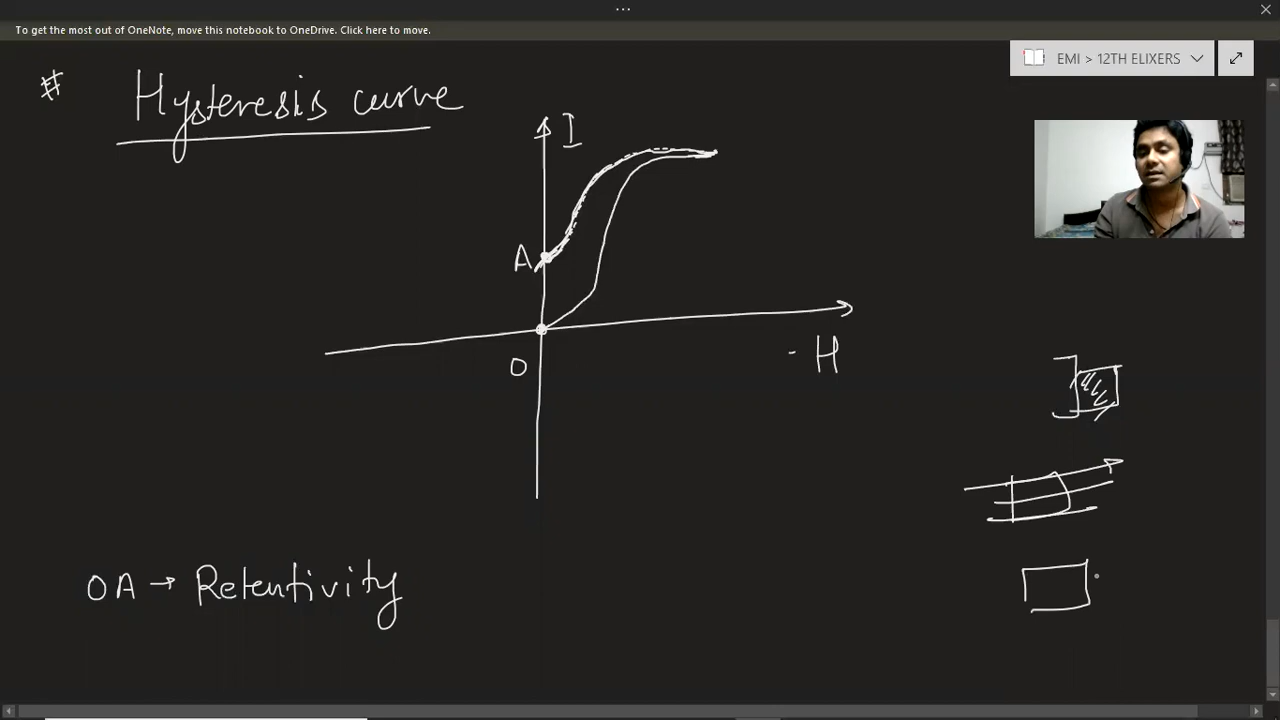 To get the most out of OneNote, move this notebook to OneDrive. Click here to move.
EMI > 12TH ELIXERS
# Hysteresis curve
I
A
O
- H
OA → Retentivity